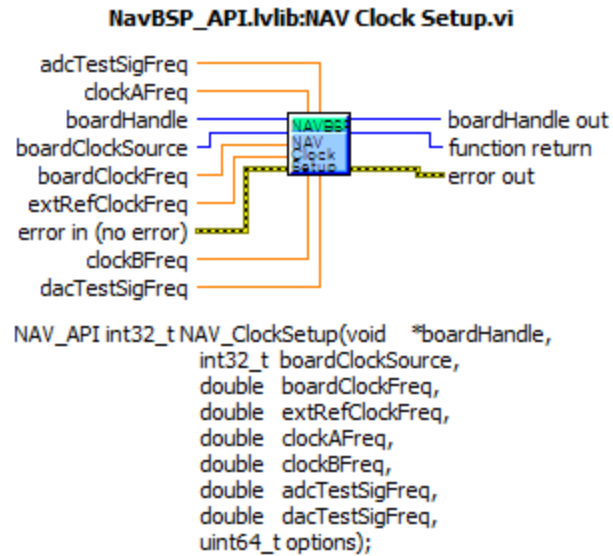 NavBSP_API.lvlib:NAV Clock Setup.vi
adcTestSigFreq
clockAFreq
boardHandle
boardClockSource
boardClockFreq
extRefClockFreq
error in (no error)
clockBFreq
dacTestSigFreq
NAVBSP
NAV
Clock
Setup
boardHandle out
function return
error out
NAV_API int32_t NAV_ClockSetup(void *boardHandle,
int32_t boardClockSource,
double boardClockFreq,
double extRefClockFreq,
double clockAFreq,
double clockBFreq,
double adcTestSigFreq,
double dacTestSigFreq,
uint64_t options);